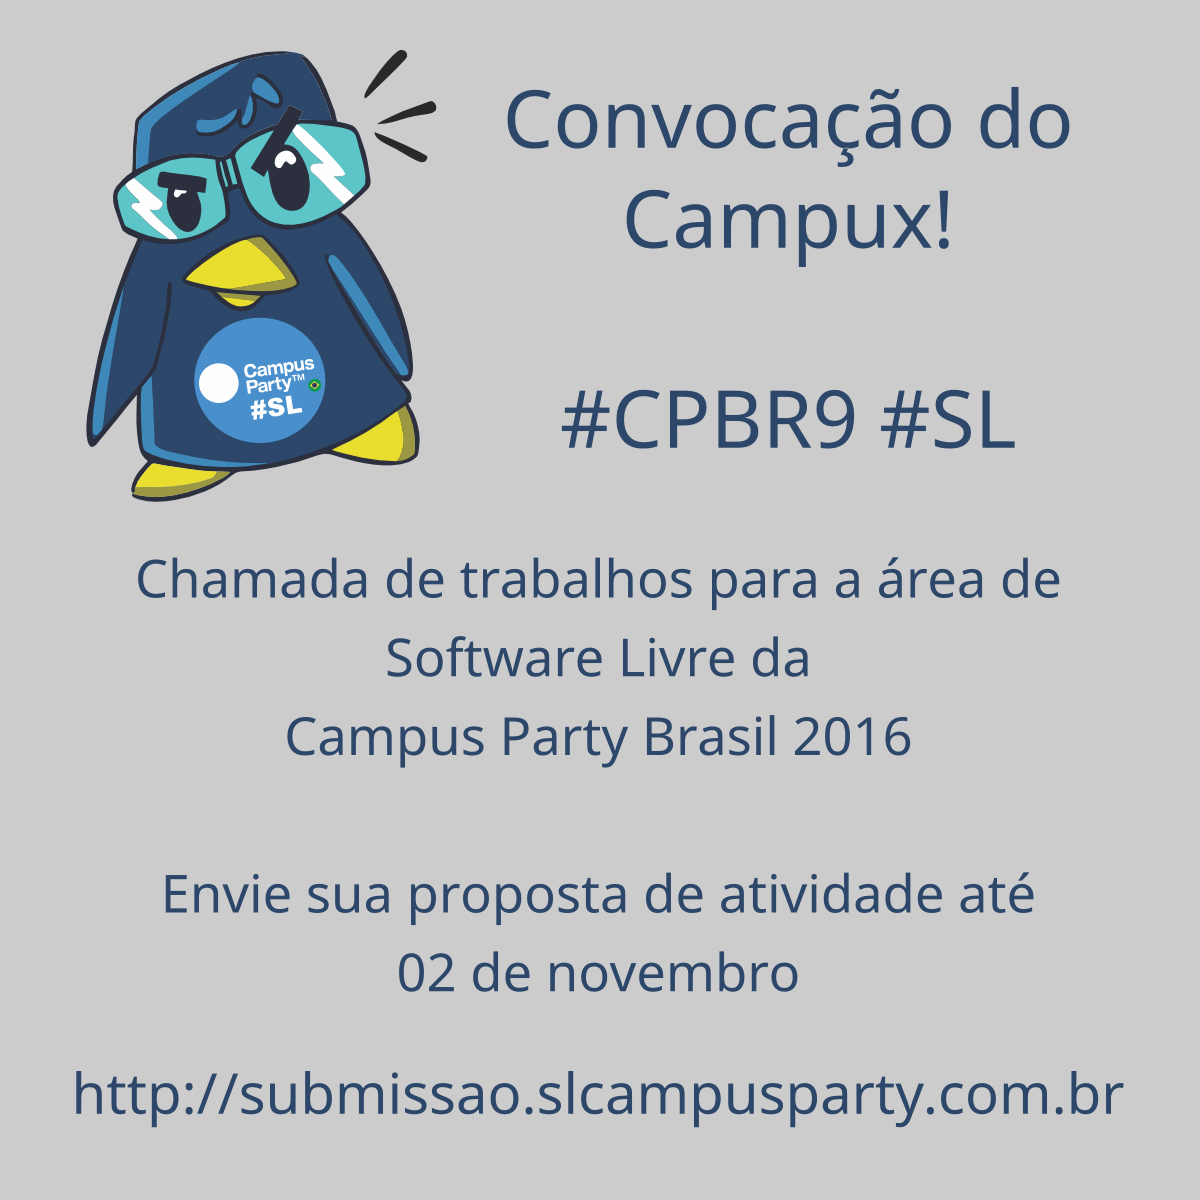 Convocação do
Campux!
#CPBR9 #SL
Campus
Party™
#SL
Chamada de trabalhos para a área de
Software Livre da
Campus Party Brasil 2016
Envie sua proposta de atividade até
02 de novembro
http://submissao.slcampusparty.com.br